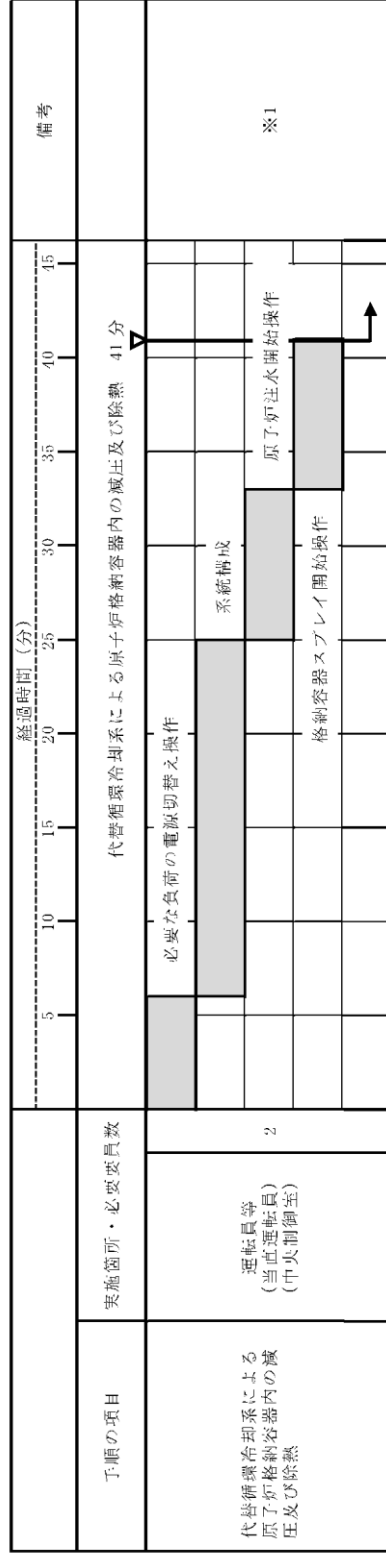 経過時間（分）
備考
手順の項目
実施箇所・必要要員数
5 10 15 20 25 30 35 40 45
代替循環冷却系による原子炉格納容器内の減圧及び除熱 41分
代替循環冷却系による
原子炉格納容器内の減
圧及び除熱
運転員等
(当直運転員)
(中央制御室)
2
必要な負荷の電源切替え操作
系統構成
原子炉注水開始操作
格納容器スプレイ開始操作
※1